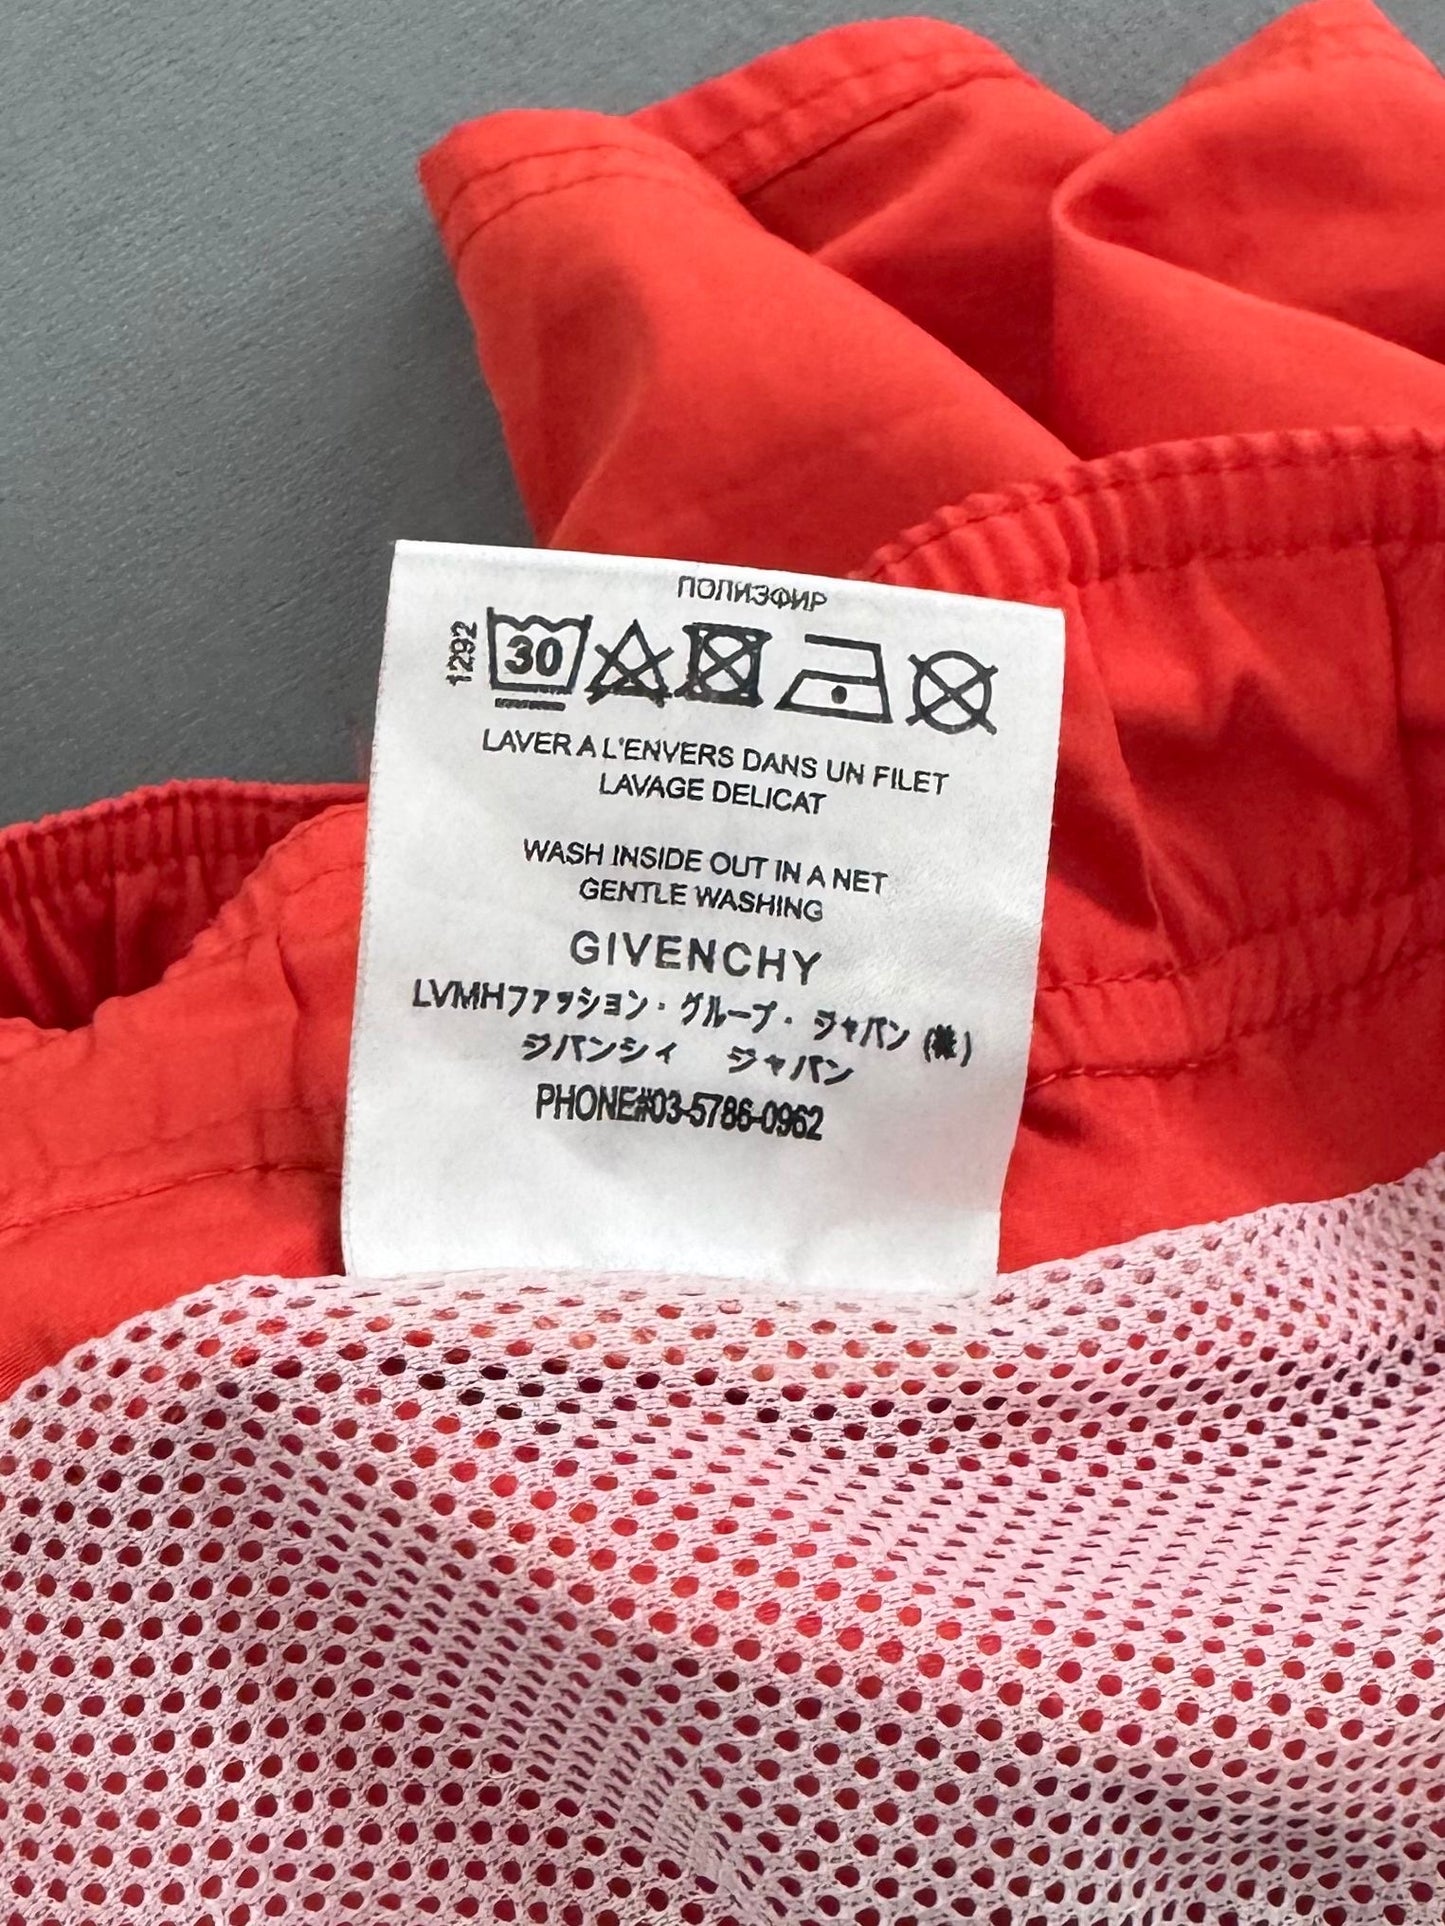 ПОЛИЭФИР
1292
30
LAVER A L'ENVERS DANS UN FILET
LAVAGE DELICAT
WASH INSIDE OUT IN A NET
GENTLE WASHING
GIVENCHY
LVMHファッション・グループ・ジャパン (株)
ジバンシィ ジャパン
PHONE#03-5786-0962